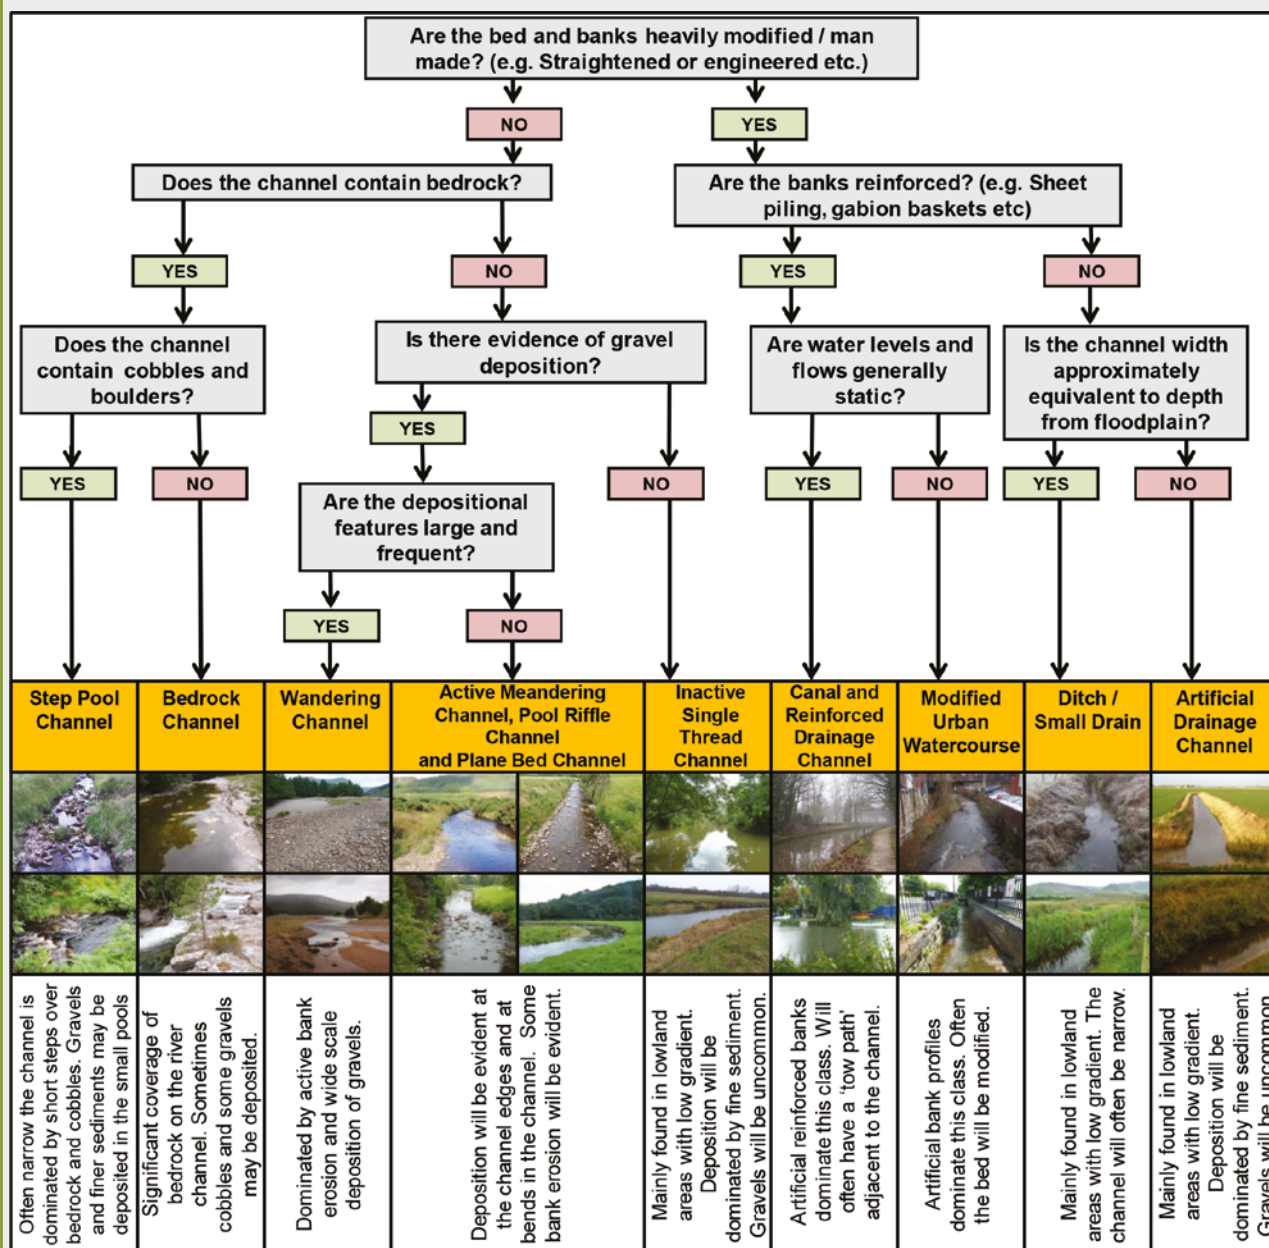 Are the bed and banks heavily modified / man
made? (e.g. Straightened or engineered etc.)
NO
YES
Does the channel contain bedrock?
Are the banks reinforced? (e.g. Sheet
piling, gabion baskets etc)
YES
NO
YES
NO
Does the channel
contain cobbles and
boulders?
Is there evidence of gravel
deposition?
Are water levels and
flows generally
static?
Is the channel width
approximately
equivalent to depth
from floodplain?
YES
YES
NO
NO
YES
NO
YES
NO
Are the depositional
features large and
frequent?
YES
NO
Step Pool
Channel
Bedrock
Channel
Wandering
Channel
Active Meandering
Channel, Pool Riffle
Channel
and Plane Bed Channel
Inactive
Single
Thread
Channel
Canal and
Reinforced
Drainage
Channel
Modified
Urban
Watercourse
Ditch /
Small Drain
Artificial
Drainage
Channel
Often narrow the channel is
dominated by short steps over
bedrock and cobbles. Gravels
and finer sediments may be
deposited in the small pools
Significant coverage of
bedrock on the river
channel. Sometimes
cobbles and some gravels
may be deposited.
Dominated by active bank
erosion and wide scale
deposition of gravels.
Deposition will be evident at
the channel edges and at
bends in the channel. Some
bank erosion will be evident.
Mainly found in lowland
areas with low gradient.
Deposition will be
dominated by fine sediment.
Gravels will be uncommon.
Artificial reinforced banks
dominate this class. Will
often have a ‘tow path’
adjacent to the channel.
Artificial bank profiles
dominate this class. Often
the bed will be modified.
Mainly found in lowland
areas with low gradient. The
channel will often be narrow.
Mainly found in lowland
areas with low gradient.
Deposition will be
dominated by fine sediment.
Gravels will be uncommon